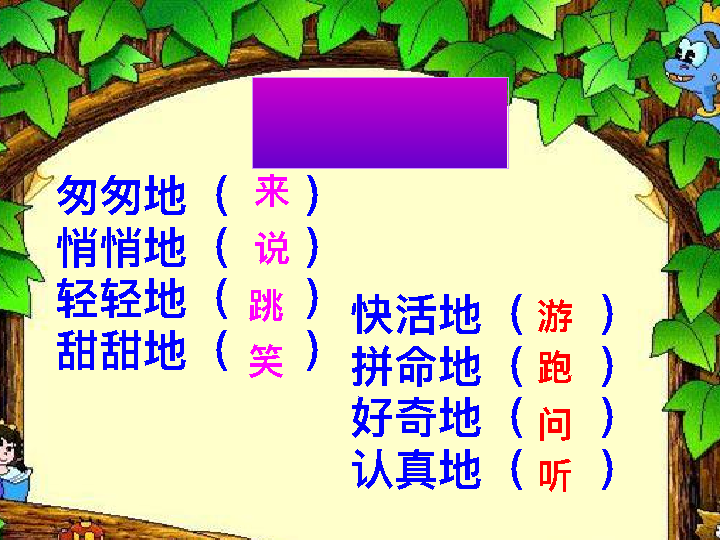 匆匆地（ 来 ）
悄悄地（ 说 ）
轻轻地（ 跳 ）
甜甜地（ 笑 ）
快活地（ 游 ）
拼命地（ 跑 ）
好奇地（ 问 ）
认真地（ 听 ）